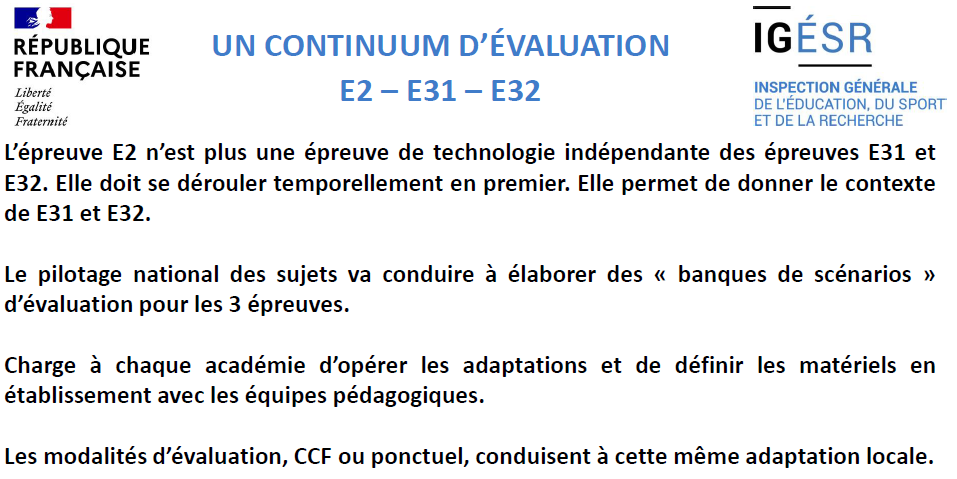 RÉPUBLIQUE
FRANÇAISE
Liberté
Égalité
Fraternité
UN CONTINUUM D’ÉVALUATION
E2 – E31 – E32
IGÉSR
INSPECTION GÉNÉRALE
DE L’ÉDUCATION, DU SPORT
ET DE LA RECHERCHE
L’épreuve E2 n’est plus une épreuve de technologie indépendante des épreuves E31 et
E32. Elle doit se dérouler temporellement en premier. Elle permet de donner le contexte
de E31 et E32.
Le pilotage national des sujets va conduire à élaborer des « banques de scénarios »
d’évaluation pour les 3 épreuves.
Charge à chaque académie d’opérer les adaptations et de définir les matériels en
établissement avec les équipes pédagogiques.
Les modalités d’évaluation, CCF ou ponctuel, conduisent à cette même adaptation locale.